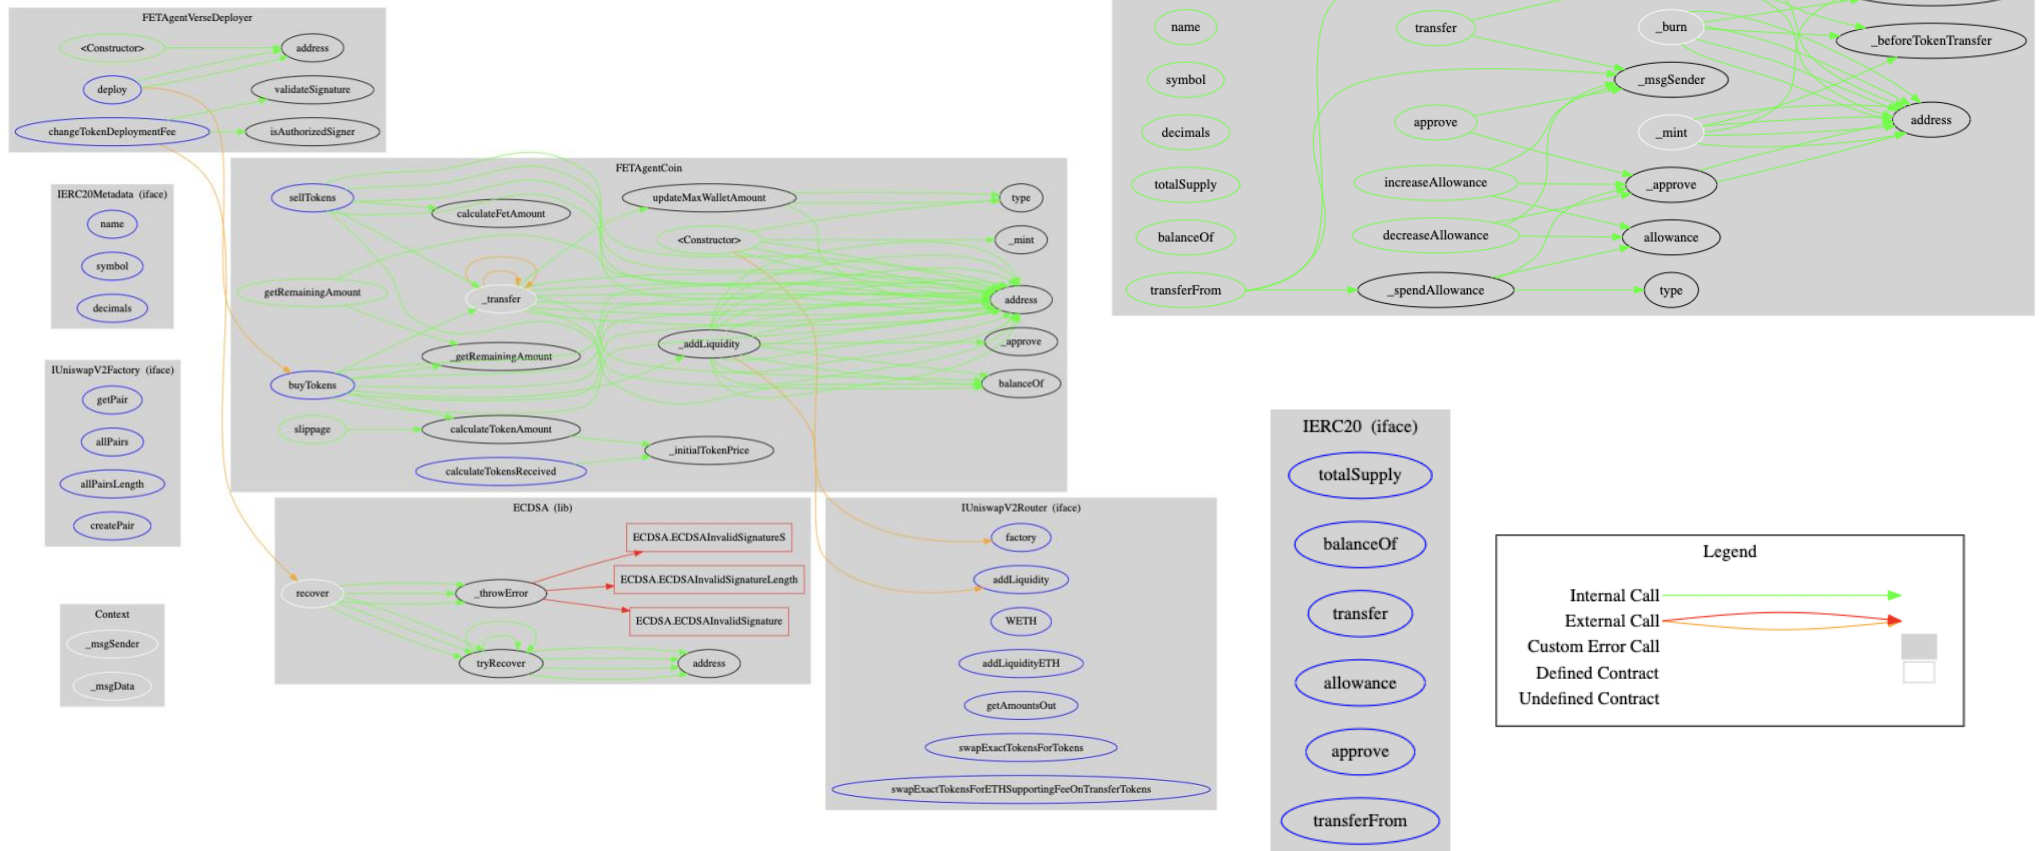 FETAgentVerseDeployer
<Constructor>
address
deploy
validateSignature
changeTokenDeploymentFee
isAuthorizedSigner
IERC20Metadata (iface)
name
symbol
decimals
IUniswapV2Factory (iface)
getPair
allPairs
allPairsLength
createPair
Context
_msgSender
_msgData
FETAgentCoin
sellTokens
calculateFetAmount
updateMaxWalletAmount
type
<Constructor>
_mint
getRemainingAmount
_transfer
address
_addLiquidity
_approve
_getRemainingAmount
buyTokens
balanceOf
slippage
calculateTokenAmount
_initialTokenPrice
calculateTokensReceived
ECDSA (lib)
ECDSA.ECDSAInvalidSignatureS
ECDSA.ECDSAInvalidSignatureLength
recover
_throwError
ECDSA.ECDSAInvalidSignature
tryRecover
address
IUniswapV2Router (iface)
factory
addLiquidity
WETH
addLiquidityETH
getAmountsOut
swapExactTokensForTokens
swapExactTokensForETHSupportingFeeOnTransferTokens
name
transfer
_burn
_beforeTokenTransfer
symbol
_msgSender
decimals
approve
_mint
address
totalSupply
increaseAllowance
_approve
balanceOf
decreaseAllowance
allowance
transferFrom
_spendAllowance
type
IERC20 (iface)
totalSupply
balanceOf
transfer
allowance
approve
transferFrom
Legend
Internal Call
External Call
Custom Error Call
Defined Contract
Undefined Contract